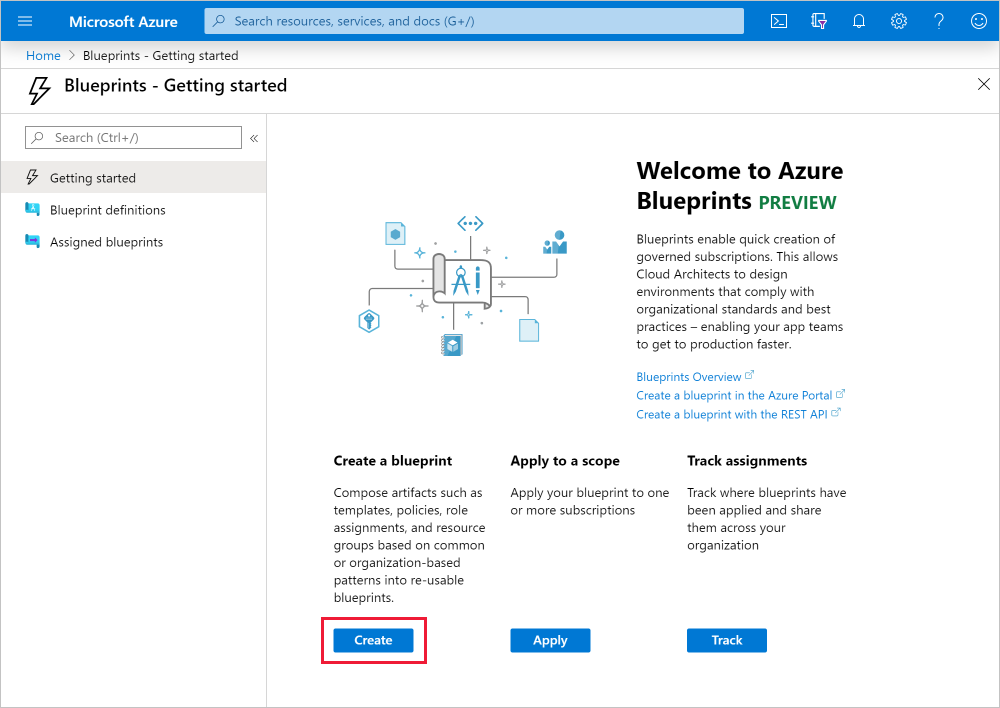 Microsoft Azure
Search resources, services, and docs (G+/)
Home > Blueprints - Getting started
Blueprints - Getting started
Search (Ctrl+/)
Getting started
Blueprint definitions
Assigned blueprints
Welcome to Azure
Blueprints PREVIEW
Blueprints enable quick creation of
governed subscriptions. This allows
Cloud Architects to design
environments that comply with
organizational standards and best
practices – enabling your app teams
to get to production faster.
Blueprints Overview
Create a blueprint in the Azure Portal
Create a blueprint with the REST API
Create a blueprint
Compose artifacts such as
templates, policies, role
assignments, and resource
groups based on common
or organization-based
patterns into re-usable
blueprints.
Create
Apply to a scope
Apply your blueprint to one
or more subscriptions
Apply
Track assignments
Track where blueprints have
been applied and share
them across your
organization
Track